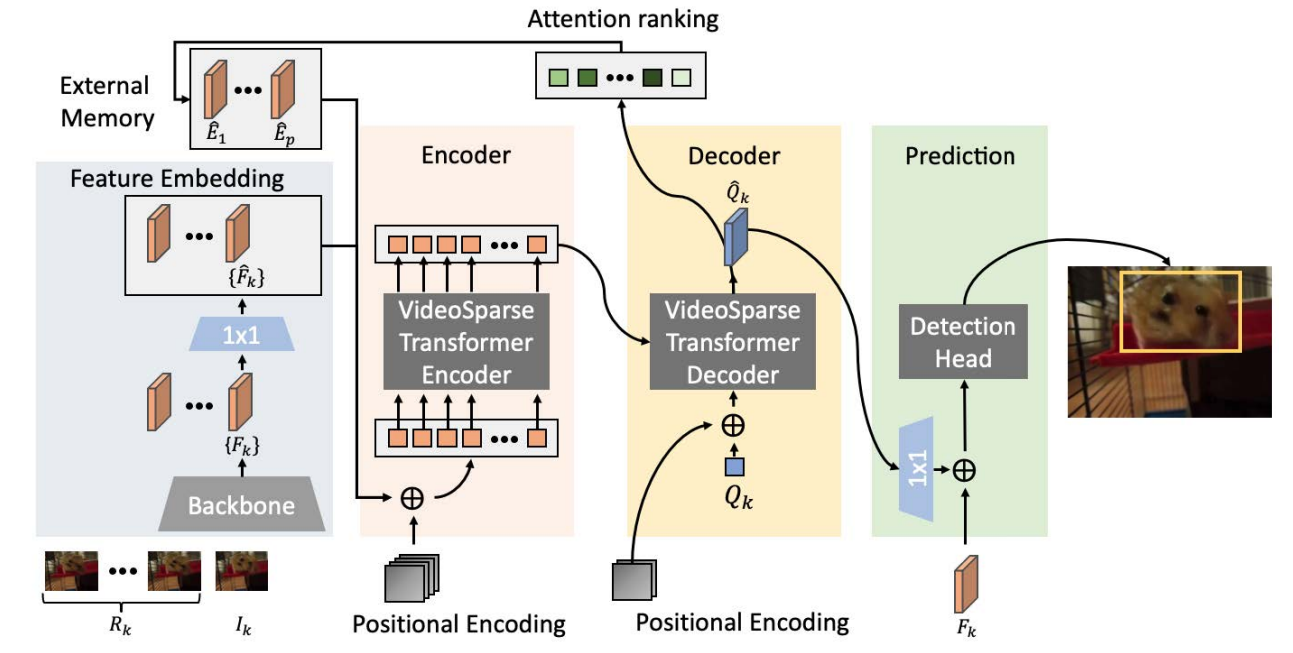 Attention ranking
External
Memory
Ê₁
•••
Êₚ
Feature Embedding
•••
{F̂ₖ}
1x1
•••
{Fₖ}
Backbone
•••
Rₖ
Iₖ
Encoder
•••
VideoSparse
Transformer
Encoder
•••
Positional Encoding
•••
Decoder
Q̂ₖ
VideoSparse
Transformer
Decoder
Qₖ
Positional Encoding
Prediction
Detection
Head
1x1
Fₖ